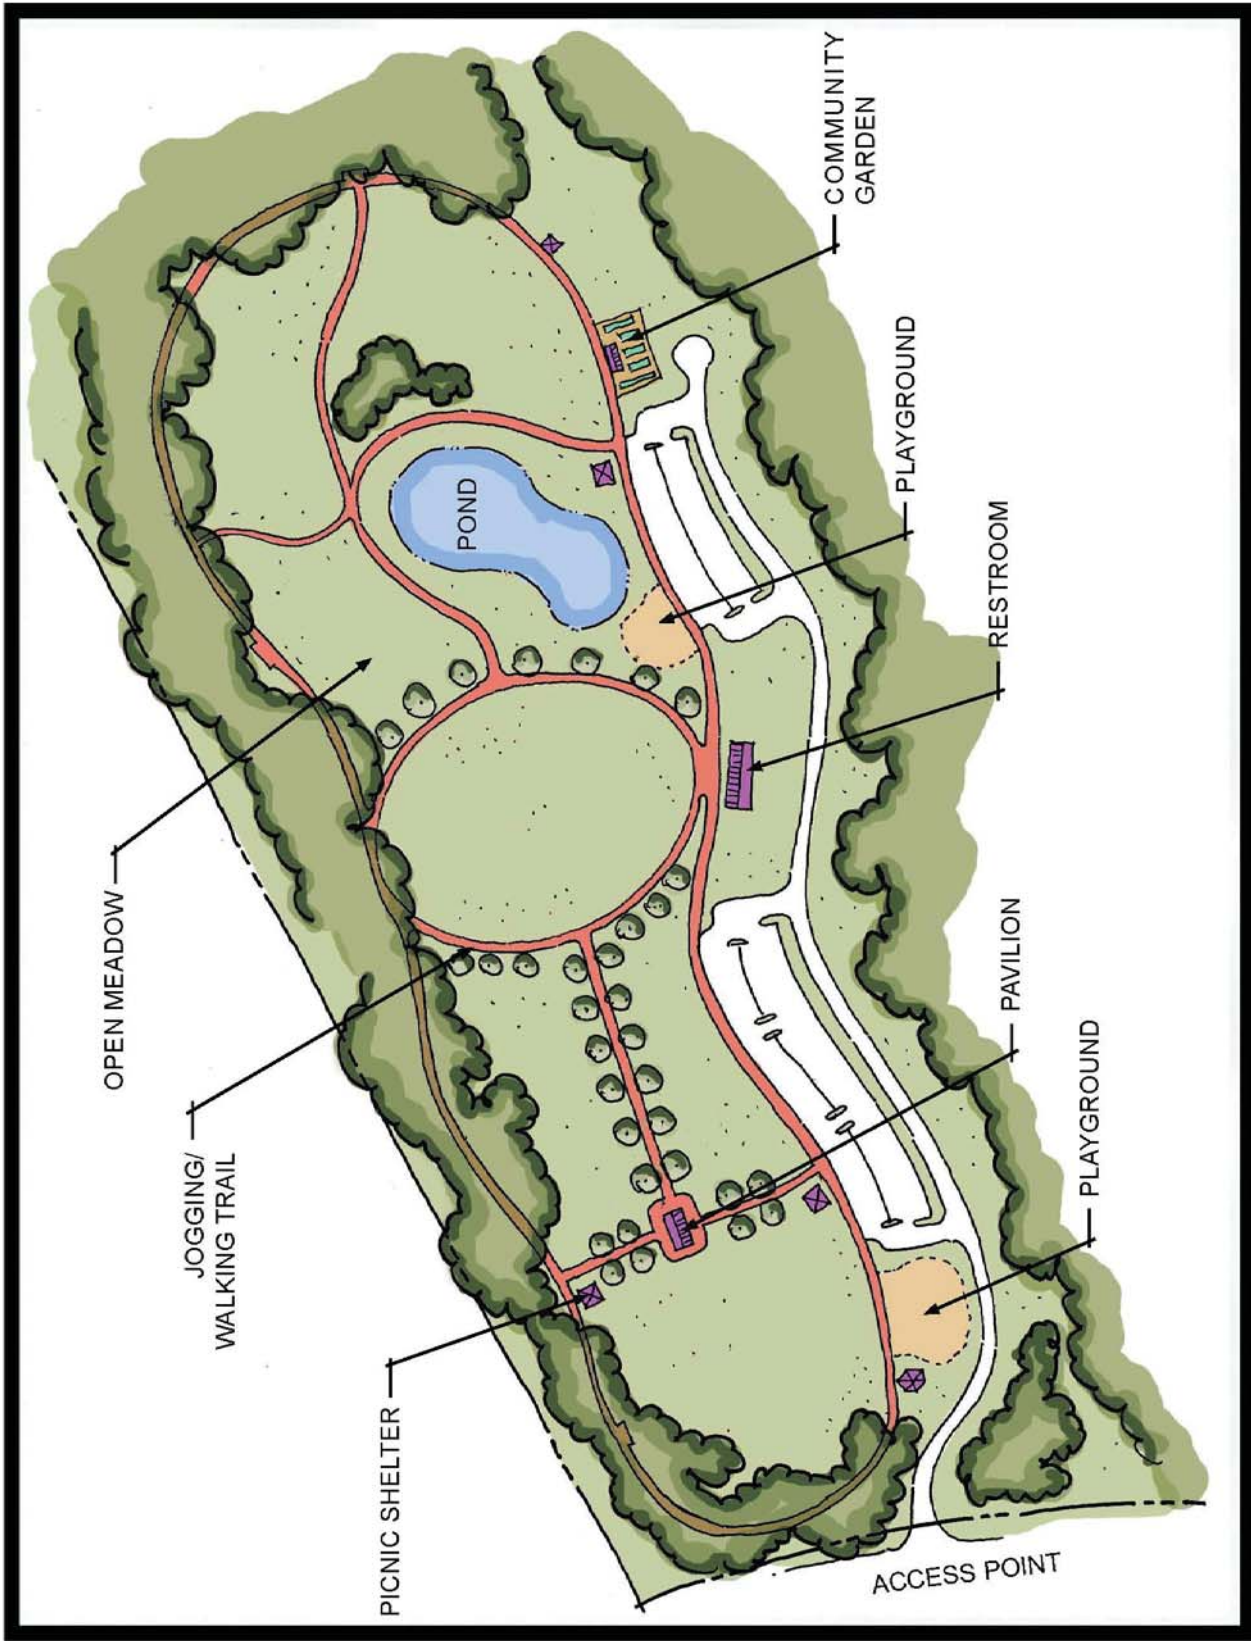 COMMUNITY
GARDEN
PLAYGROUND
RESTROOM
POND
OPEN MEADOW
PAVILION
PLAYGROUND
JOGGING/
WALKING TRAIL
PICNIC SHELTER
ACCESS POINT